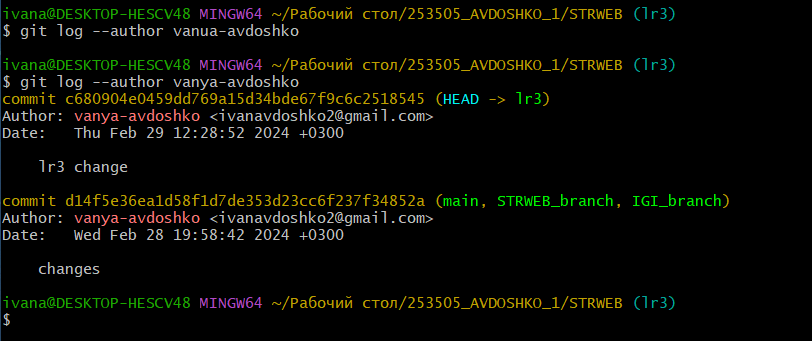 ivana@DESKTOP-HESCV48 MINGW64 ~/Рабочий стол/253505_AVDOSHKO_1/STRWEB (lr3)
$ git log --author vanua-avdoshko
ivana@DESKTOP-HESCV48 MINGW64 ~/Рабочий стол/253505_AVDOSHKO_1/STRWEB (lr3)
$ git log --author vanya-avdoshko
commit c680904e0459dd769a15d34bde67f9c6c2518545 (HEAD -> lr3)
Author: vanya-avdoshko <ivanavdoshko2@gmail.com>
Date:   Thu Feb 29 12:28:52 2024 +0300
    lr3 change
commit d14f5e36ea1d58f1d7de353d23cc6f237f34852a (main, STRWEB_branch, IGI_branch)
Author: vanya-avdoshko <ivanavdoshko2@gmail.com>
Date:   Wed Feb 28 19:58:42 2024 +0300
    changes
ivana@DESKTOP-HESCV48 MINGW64 ~/Рабочий стол/253505_AVDOSHKO_1/STRWEB (lr3)
$